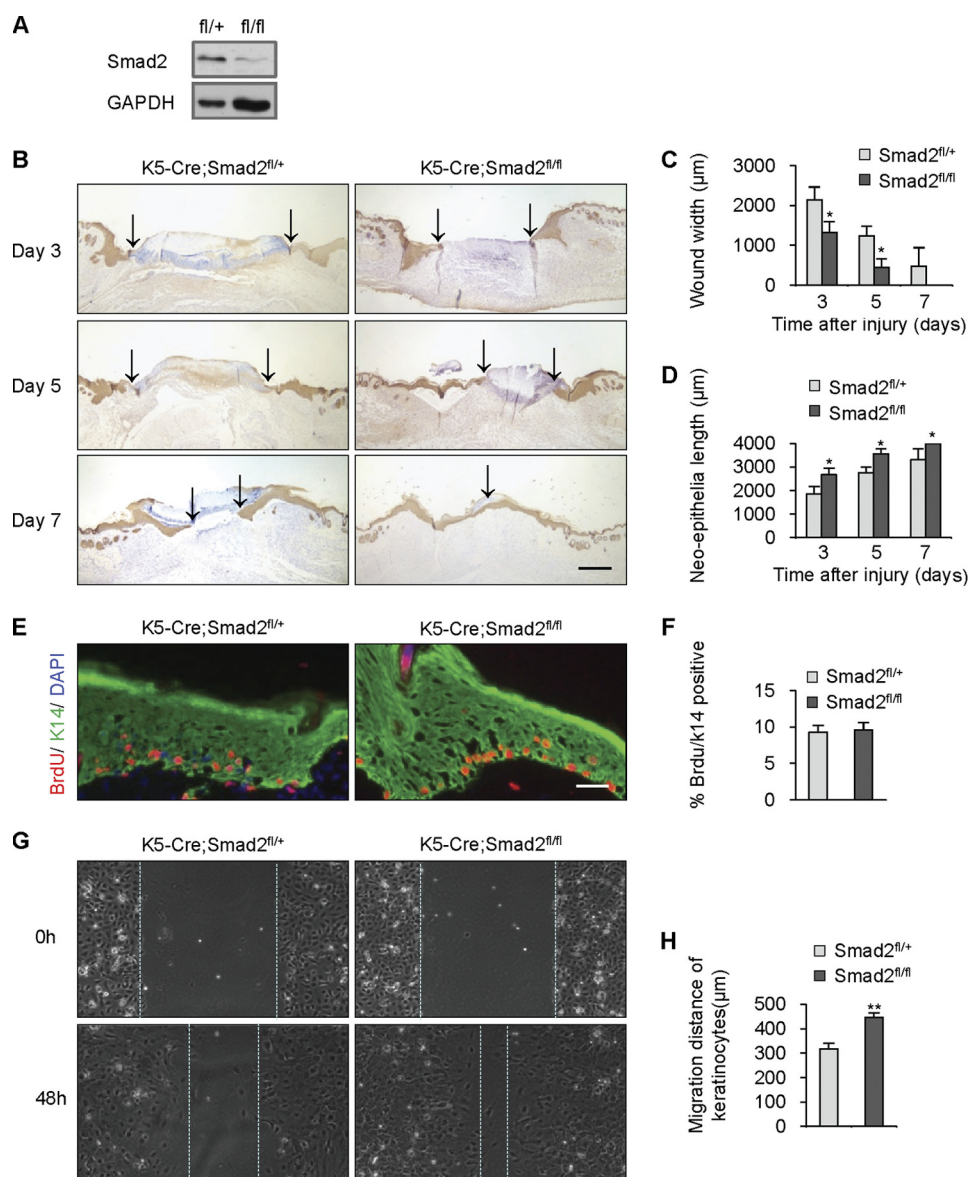 A
fl/+ fl/fl
Smad2
GAPDH
B
K5-Cre;Smad2fl/+ K5-Cre;Smad2fl/fl
Day 3
Day 5
Day 7
C
Smad2fl/+
Smad2fl/fl
Wound width (µm)
3000
2000
1000
0
*
*
3 5 7
Time after injury (days)
D
Smad2fl/+
Smad2fl/fl
Neo-epithelia length (µm)
4000
3000
2000
1000
0
*
*
*
3 5 7
Time after injury (days)
E
K5-Cre;Smad2fl/+ K5-Cre;Smad2fl/fl
BrdU/ K14/ DAPI
F
Smad2fl/+
Smad2fl/fl
% Brdu/k14 positive
15
10
5
0
G
K5-Cre;Smad2fl/+ K5-Cre;Smad2fl/fl
0h
48h
H
Smad2fl/+
Smad2fl/fl
Migration distance of
keratinocytes(µm)
500
400
300
200
100
0
**